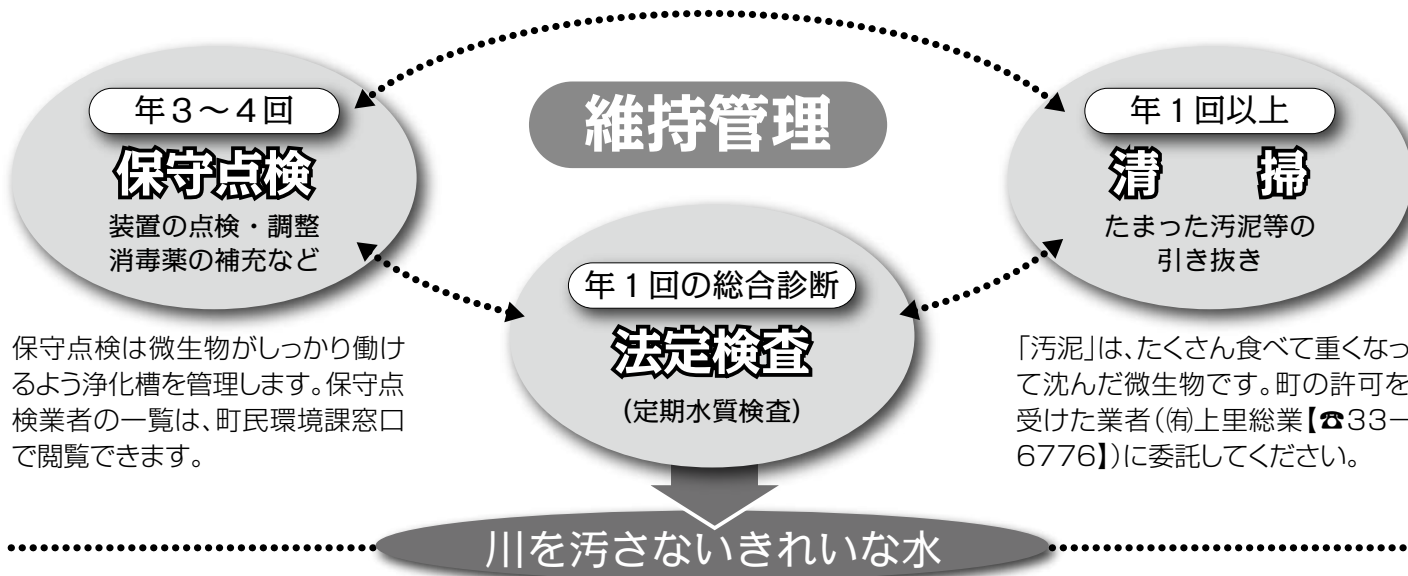 維持管理
年3〜4回
保守点検
装置の点検・調整
消毒薬の補充など
保守点検は微生物がしっかり働け
るよう浄化槽を管理します。保守点
検業者の一覧は、町民環境課窓口
で閲覧できます。
年1回の総合診断
法定検査
(定期水質検査)
年1回以上
清　掃
たまった汚泥等の
引き抜き
「汚泥」は、たくさん食べて重くなっ
て沈んだ微生物です。町の許可を
受けた業者(㈲上里総業【☎33−
6776】)に委託してください。
川を汚さないきれいな水